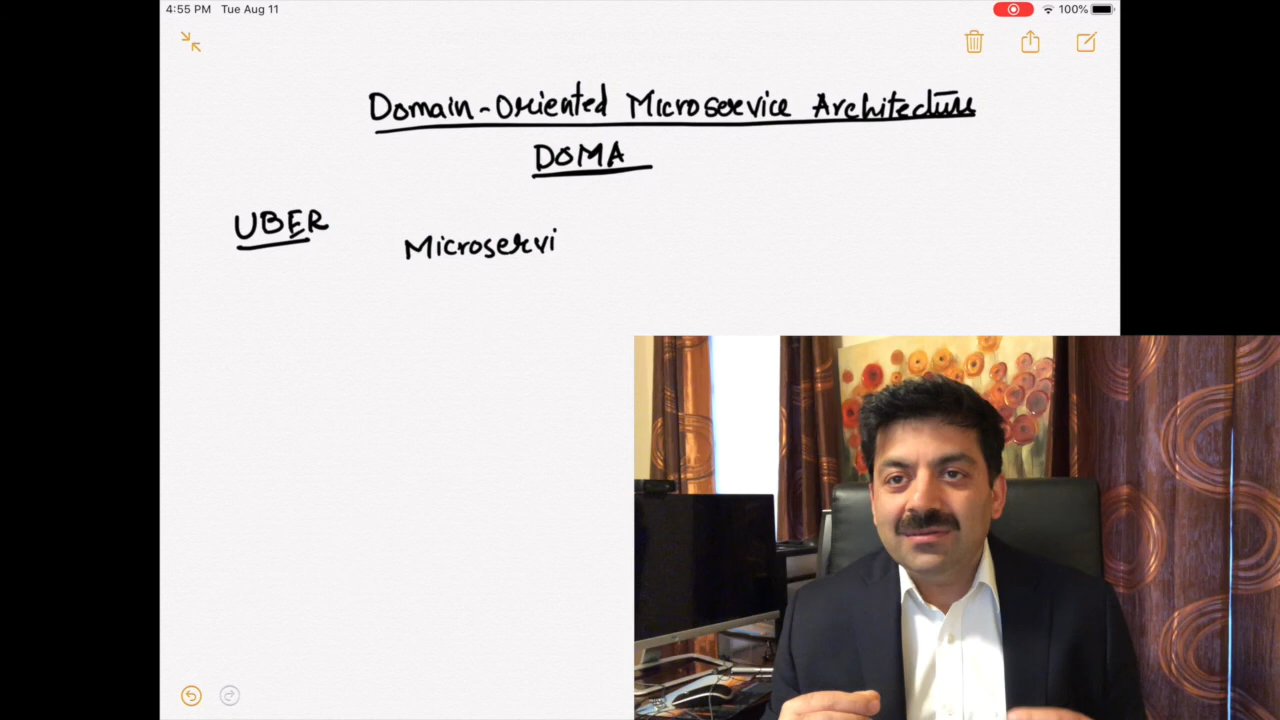 4:55 PM Tue Aug 11 100%
Domain-Oriented Microservice Architecture
DOMA
UBER
Microservi